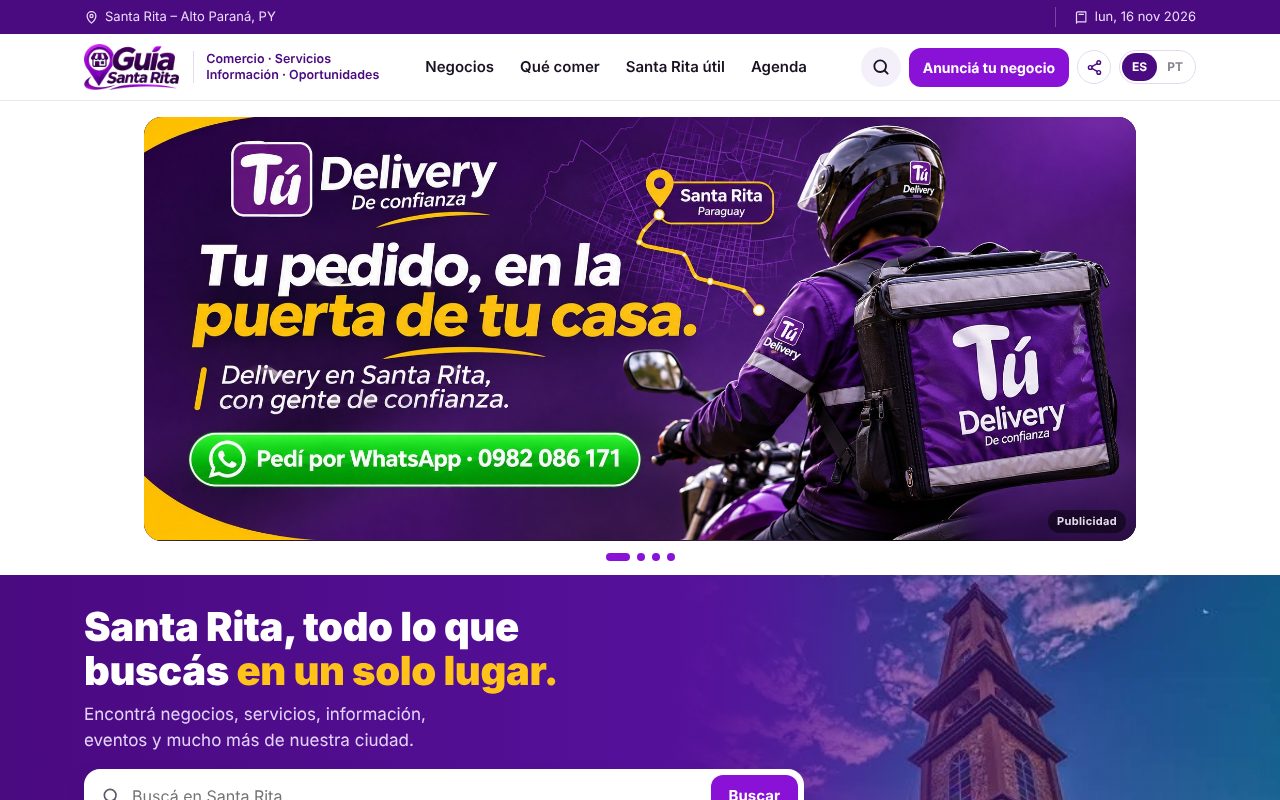 Santa Rita – Alto Paraná, PY
lun, 16 nov 2026
Guía
Santa Rita
Comercio · Servicios
Información · Oportunidades
Negocios
Qué comer
Santa Rita útil
Agenda
Anunciá tu negocio
ES
PT
Tú Delivery
De confianza
Santa Rita
Paraguay
Tu pedido, en la
puerta de tu casa.
Delivery en Santa Rita,
con gente de confianza.
Pedí por WhatsApp · 0982 086 171
Tú
Delivery
Tú
Delivery
Tú
Delivery
De confianza
Publicidad
Santa Rita, todo lo que
buscás en un solo lugar.
Encontrá negocios, servicios, información,
eventos y mucho más de nuestra ciudad.
Buscá en Santa Rita
Buscar